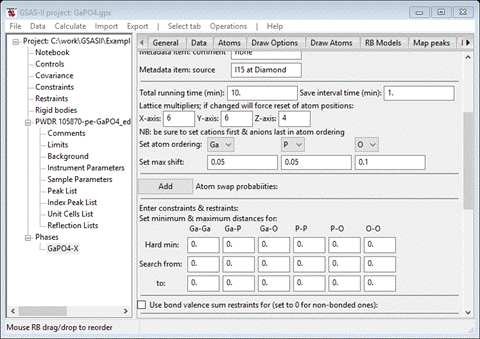 GSAS-II project: GaPO4.gpx
File Data Calculate Import Export | Select tab Operations | Help
Project: C:\work\GSASII\Exampl
Notebook
Controls
Covariance
Constraints
Restraints
Rigid bodies
PWDR 105870-pe-GaPO4_ed
Comments
Limits
Background
Instrument Parameters
Sample Parameters
Peak List
Index Peak List
Unit Cells List
Reflection Lists
Phases
GaPO4-X
General Data Atoms Draw Options Draw Atoms RB Models Map peaks
Metadata item: comment none
Metadata item: source I15 at Diamond
Total running time (min): 10. Save interval time (min): 1.
Lattice multipliers; if changed will force reset of atom positions:
X-axis: 6 Y-axis: 6 Z-axis: 4
NB: be sure to set cations first & anions last in atom ordering
Set atom ordering: Ga P O
Set max shift: 0.05 0.05 0.1
Add Atom swap probabiities:
Enter constraints & restraints:
Set minimum & maximum distances for:
Ga-Ga Ga-P Ga-O P-P P-O O-O
Hard min: 0. 0. 0. 0. 0. 0.
Search from: 0. 0. 0. 0. 0. 0.
to: 0. 0. 0. 0. 0. 0.
Use bond valence sum restraints for (set to 0 for non-bonded ones):
Mouse RB drag/drop to reorder